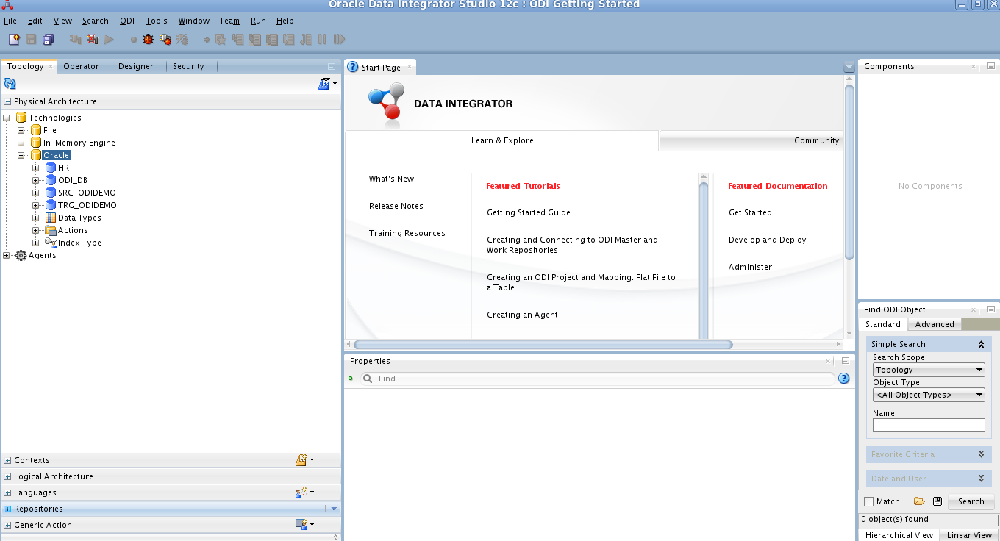 Oracle Data Integrator Studio 12c : ODI Getting Started
File Edit View Search ODI Tools Window Team Run Help
Topology Operator Designer Security
Physical Architecture
Technologies
File
In-Memory Engine
Oracle
HR
ODI_DB
SRC_ODIDEMO
TRG_ODIDEMO
Data Types
Actions
Index Type
Agents
Contexts
Logical Architecture
Languages
Repositories
Generic Action
Start Page
DATA INTEGRATOR
Learn & Explore Community
What's New
Release Notes
Training Resources
Featured Tutorials
Getting Started Guide
Creating and Connecting to ODI Master and
Work Repositories
Creating an ODI Project and Mapping: Flat File to
a Table
Creating an Agent
Featured Documentation
Get Started
Develop and Deploy
Administer
Properties
Find
Components
No Components
Find ODI Object
Standard Advanced
Simple Search
Search Scope
Topology
Object Type
<All Object Types>
Name
Favorite Criteria
Date and User
Match ... Search
0 object(s) found
Hierarchical View Linear View